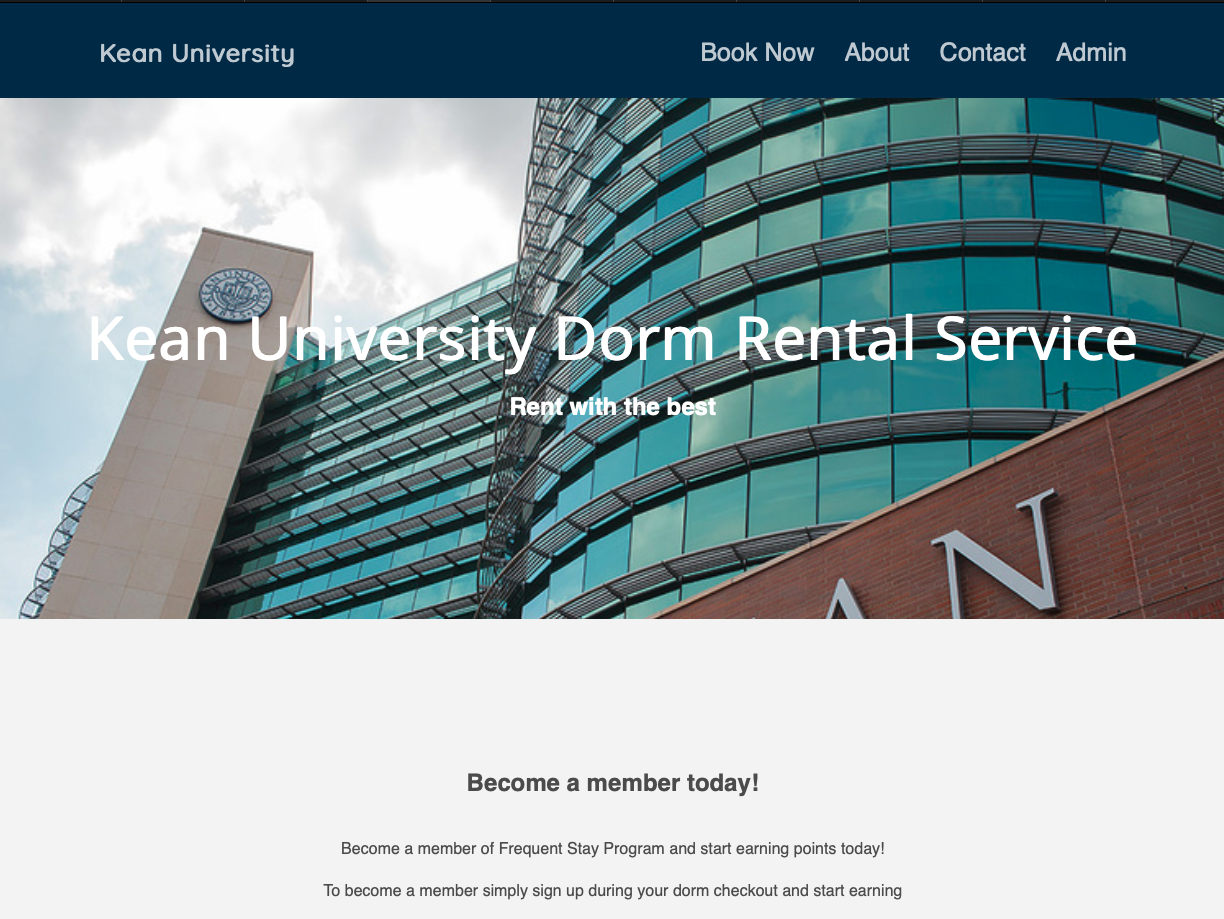 Kean University
Book Now About Contact Admin
Kean University Dorm Rental Service
Rent with the best
AN
Become a member today!
Become a member of Frequent Stay Program and start earning points today!
To become a member simply sign up during your dorm checkout and start earning